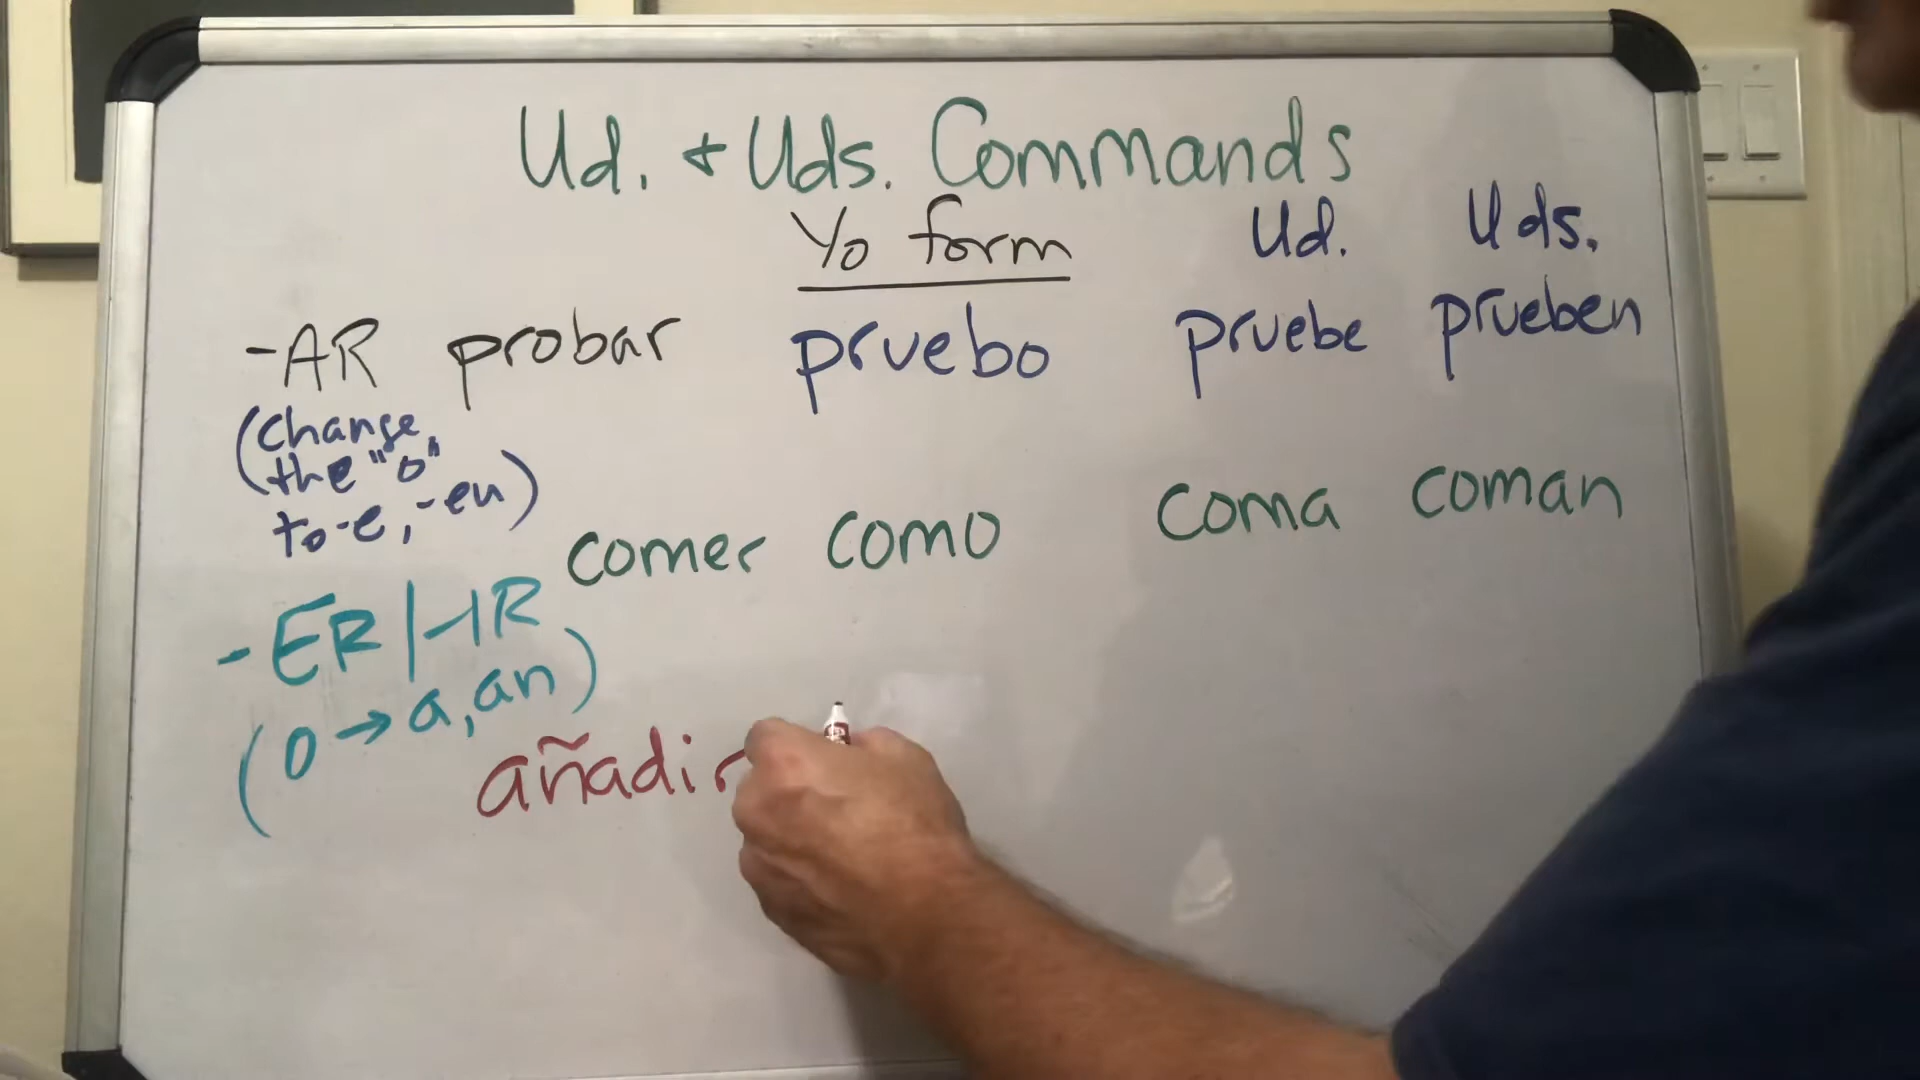 Ud. + Uds. Commands
Yo form Ud. Uds.
-AR probar pruebo pruebe prueben
(change
the "o"
to -e, -en)
comer como coma coman
-ER/-IR
(o → a, an)
añadir